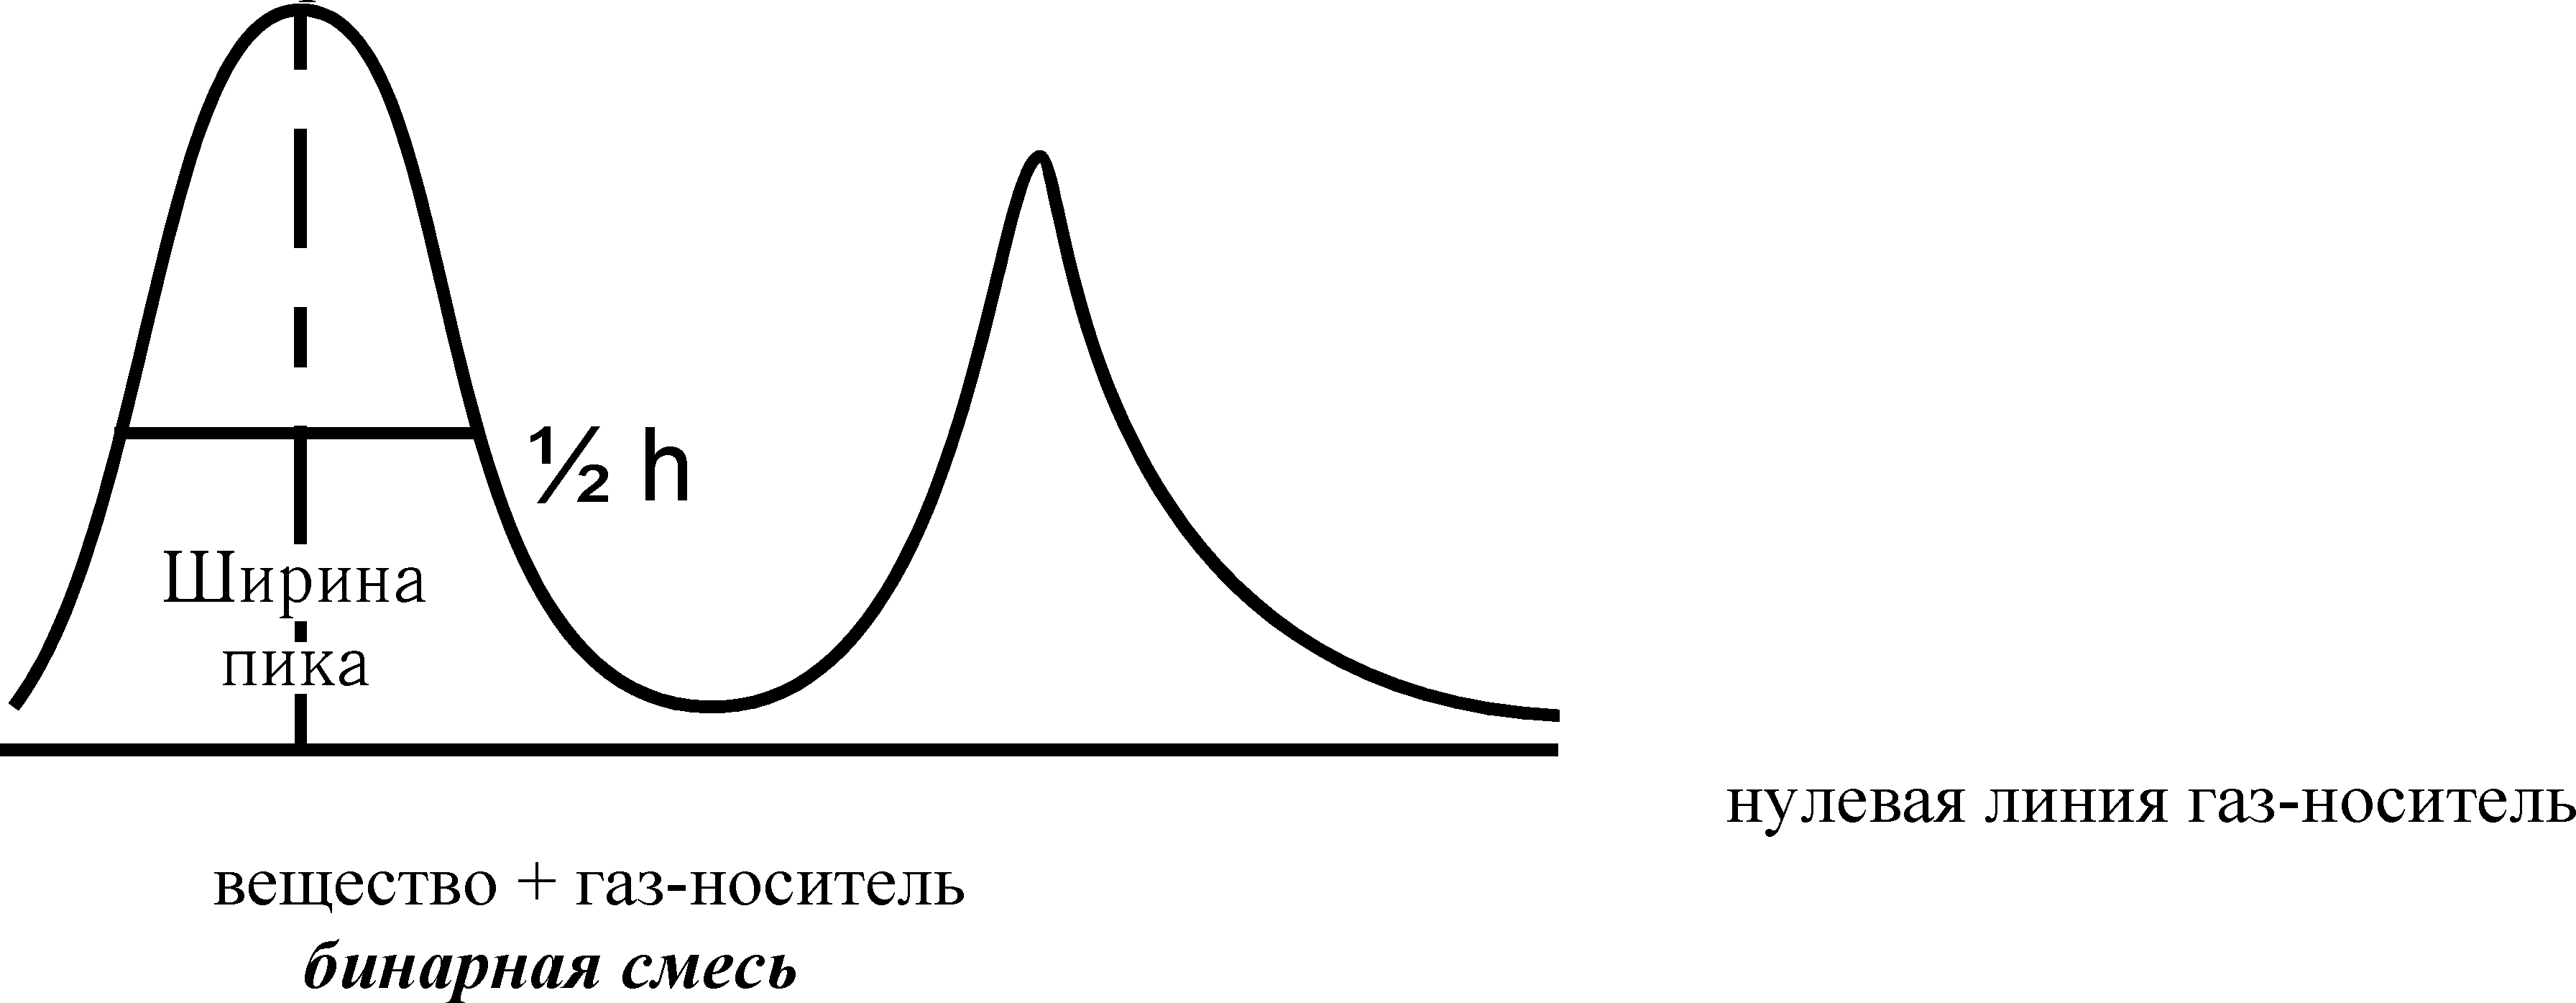 ½ h
Ширина
пика
нулевая линия газ-носитель
вещество + газ-носитель
бинарная смесь